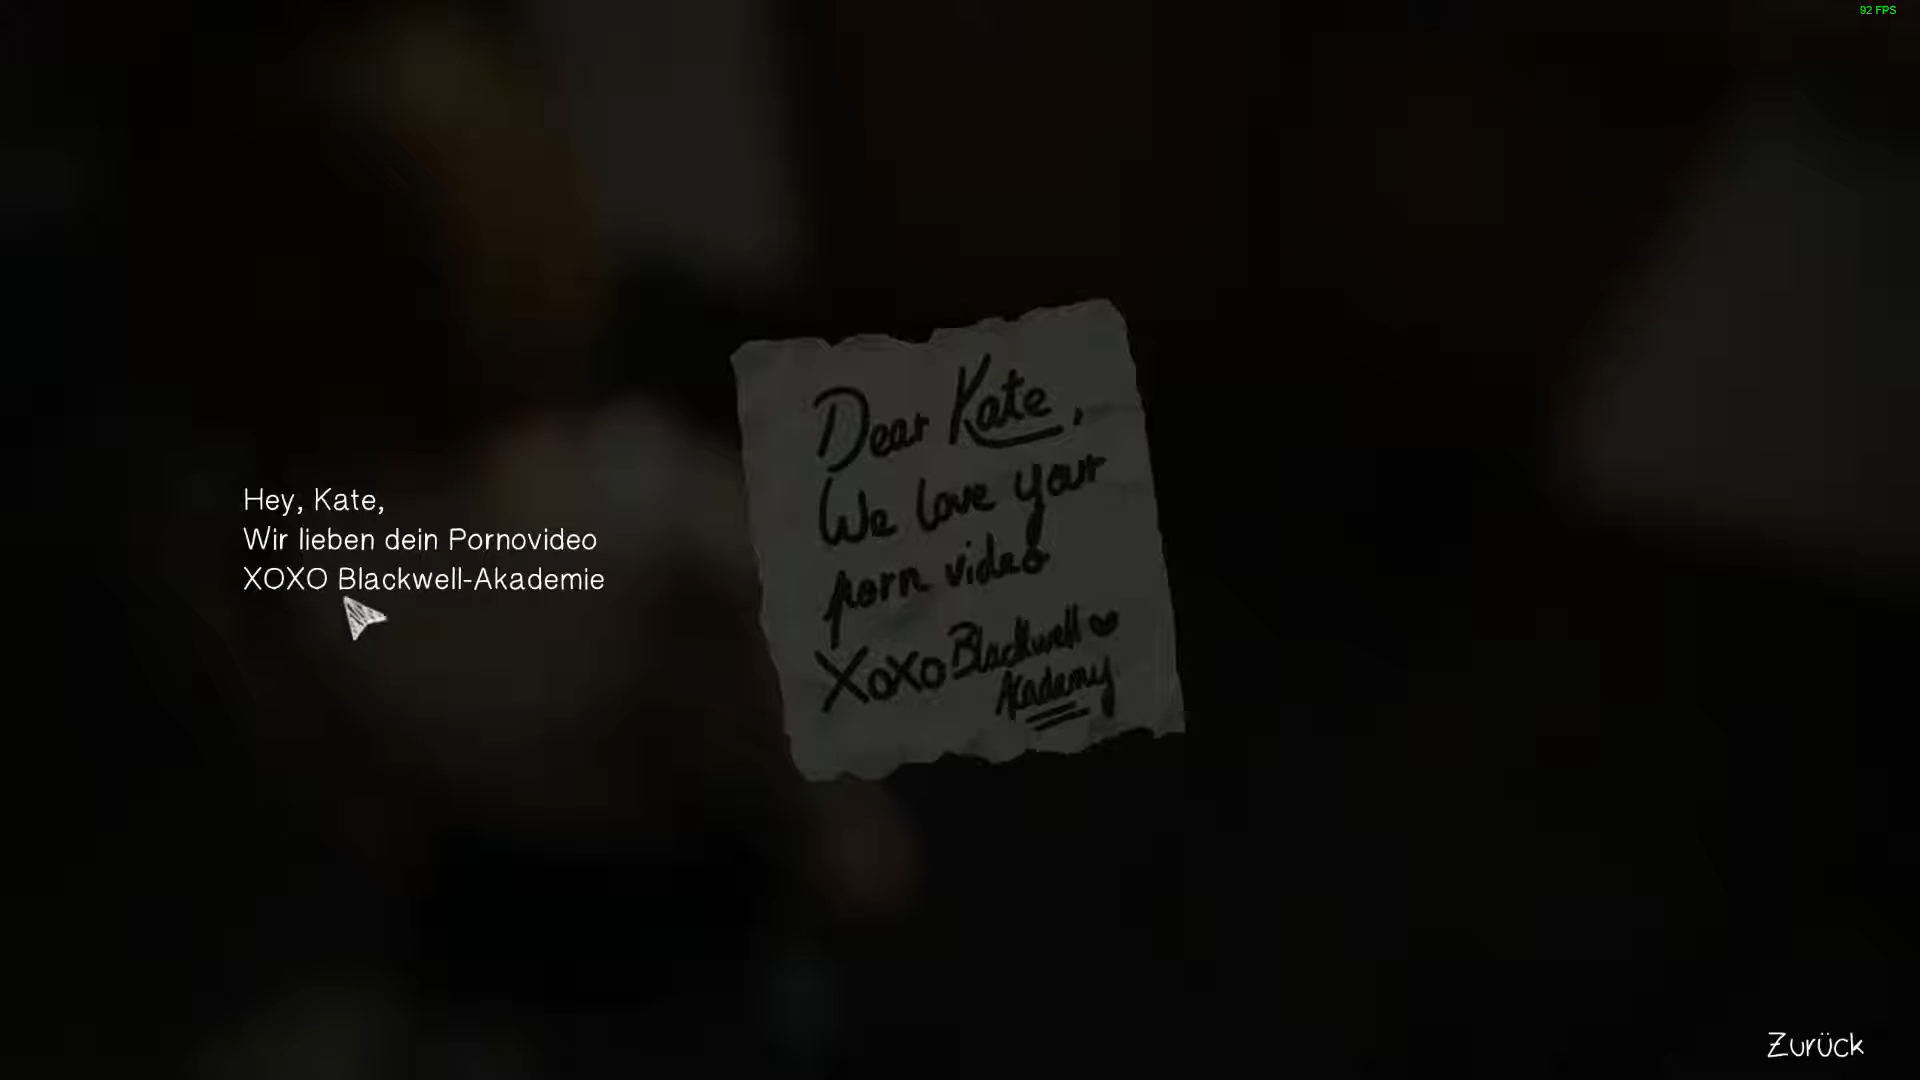 92 FPS
Hey, Kate,
Wir lieben dein Pornovideo
XOXO Blackwell-Akademie
Dear Kate,
We love your
porn video
XoXo Blackwell
Academy
Zurück